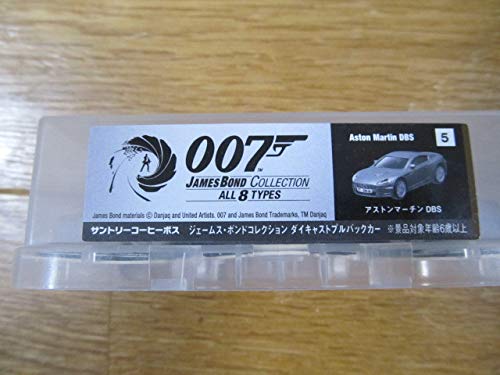 007
TM
JAMES BOND COLLECTION
ALL 8 TYPES
James Bond materials © Danjaq and United Artists. 007 and James Bond Trademarks, TM Danjaq
Aston Martin DBS
5
アストンマーチン DBS
サントリーコーヒーボス ジェームス・ボンドコレクション ダイキャストプルバックカー ※景品対象年齢6歳以上